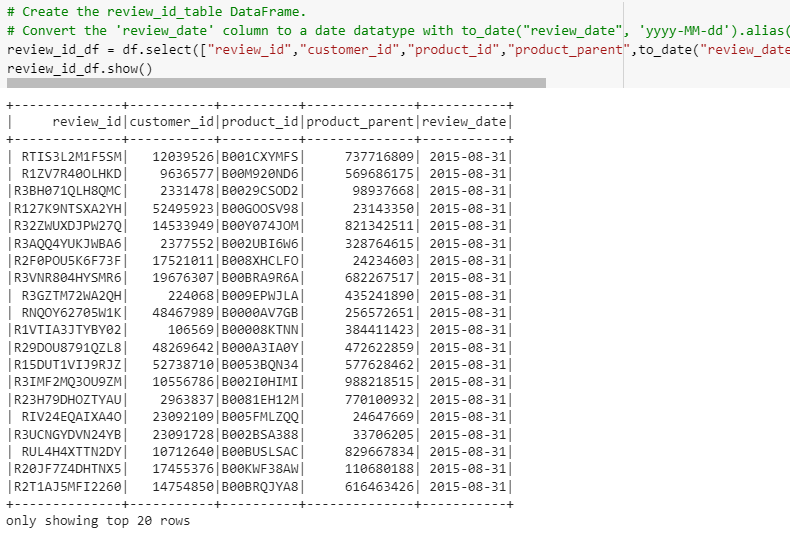 # Create the review_id_table DataFrame.
# Convert the 'review_date' column to a date datatype with to_date("review_date", 'yyyy-MM-dd').alias(
review_id_df = df.select(["review_id","customer_id","product_id","product_parent",to_date("review_date
review_id_df.show()
+--------------+-----------+----------+--------------+-----------+
|     review_id|customer_id|product_id|product_parent|review_date|
+--------------+-----------+----------+--------------+-----------+
| RTIS3L2M1F5SM|   12039526|B001CXYMFS|     737716809| 2015-08-31|
| R1ZV7R40OLHKD|    9636577|B00M920ND6|     569686175| 2015-08-31|
|R3BH071QLH8QMC|    2331478|B0029CSOD2|      98937668| 2015-08-31|
|R127K9NTSXA2YH|   52495923|B00GOOSV98|      23143350| 2015-08-31|
|R32ZWUXDJPW27Q|   14533949|B00Y074JOM|     821342511| 2015-08-31|
|R3AQQ4YUKJWBA6|    2377552|B002UBI6W6|     328764615| 2015-08-31|
|R2F0POU5K6F73F|   17521011|B008XHCLFO|      24234603| 2015-08-31|
|R3VNR804HYSMR6|   19676307|B00BRA9R6A|     682267517| 2015-08-31|
| R3GZTM72WA2QH|     224068|B009EPWJLA|     435241890| 2015-08-31|
| RNQOY62705W1K|   48467989|B0000AV7GB|     256572651| 2015-08-31|
|R1VTIA3JTYBY02|     106569|B00008KTNN|     384411423| 2015-08-31|
|R29DOU8791QZL8|   48269642|B000A3IA0Y|     472622859| 2015-08-31|
|R15DUT1VIJ9RJZ|   52738710|B0053BQN34|     577628462| 2015-08-31|
|R3IMF2MQ3OU9ZM|   10556786|B002I0HIMI|     988218515| 2015-08-31|
|R23H79DHOZTYAU|    2963837|B0081EH12M|     770100932| 2015-08-31|
| RIV24EQAIXA4O|   23092109|B005FMLZQQ|      24647669| 2015-08-31|
|R3UCNGYDVN24YB|   23091728|B002BSA388|      33706205| 2015-08-31|
| RUL4H4XTTN2DY|   10712640|B00BUSLSAC|     829667834| 2015-08-31|
|R20JF7Z4DHTNX5|   17455376|B00KWF38AW|     110680188| 2015-08-31|
|R2T1AJ5MFI2260|   14754850|B00BRQJYA8|     616463426| 2015-08-31|
+--------------+-----------+----------+--------------+-----------+
only showing top 20 rows